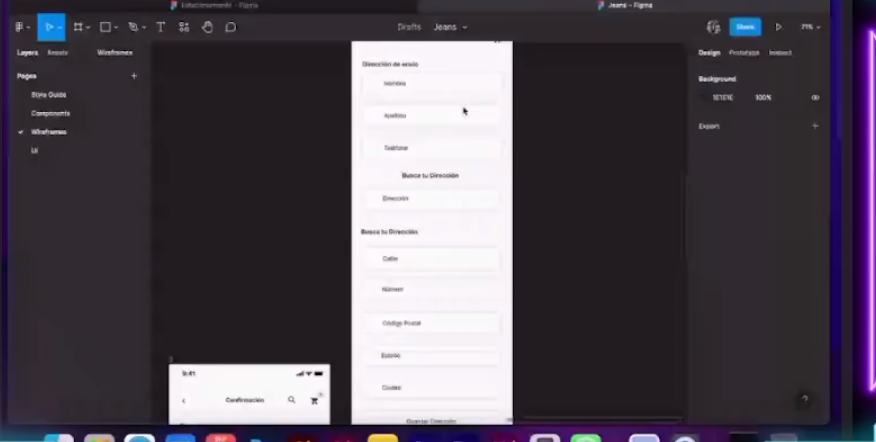 Estacionamiento - Figma
Jeans - Figma
Drafts
Jeans
Share
71%
Layers
Assets
Wireframes
Design
Prototype
Inspect
Pages
Style Guide
Components
Wireframes
UI
Background
1E1E1E
100%
Export
Dirección de envío
Nombre
Apellido
Teléfono
Busca tu Dirección
Dirección
Busca tu Dirección
Calle
Número
Código Postal
Estado
Ciudad
Guardar Dirección
3
9:41
Confirmación
?